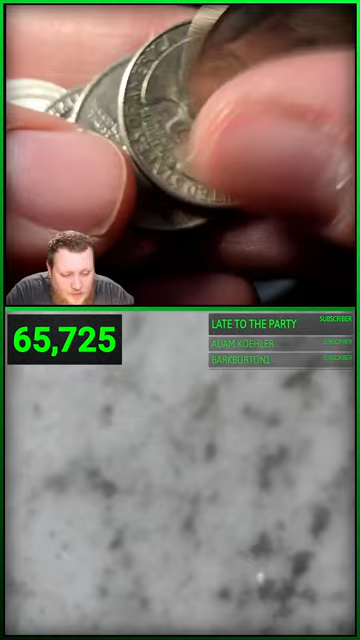 65,725
LATE TO THE PARTY SUBSCRIBER
ADAM KOEHLER SUBSCRIBER
BARKBURTON1 SUBSCRIBER